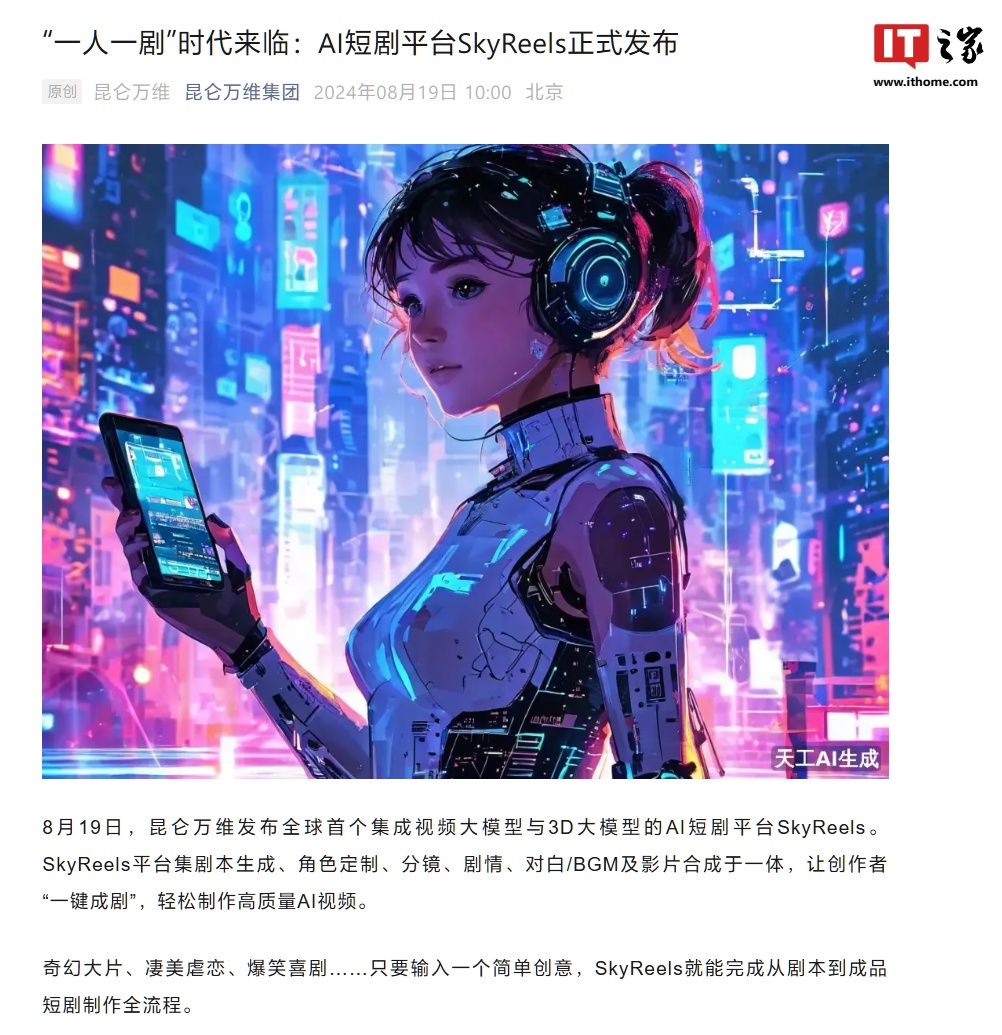 “一人一剧”时代来临：AI短剧平台SkyReels正式发布
IT之家
www.ithome.com
原创 昆仑万维 昆仑万维集团 2024年08月19日 10:00 北京
天工AI生成
8月19日，昆仑万维发布全球首个集成视频大模型与3D大模型的AI短剧平台SkyReels。
SkyReels平台集剧本生成、角色定制、分镜、剧情、对白/BGM及影片合成于一体，让创作者
“一键成剧”，轻松制作高质量AI视频。
奇幻大片、凄美虐恋、爆笑喜剧……只要输入一个简单创意，SkyReels就能完成从剧本到成品
短剧制作全流程。